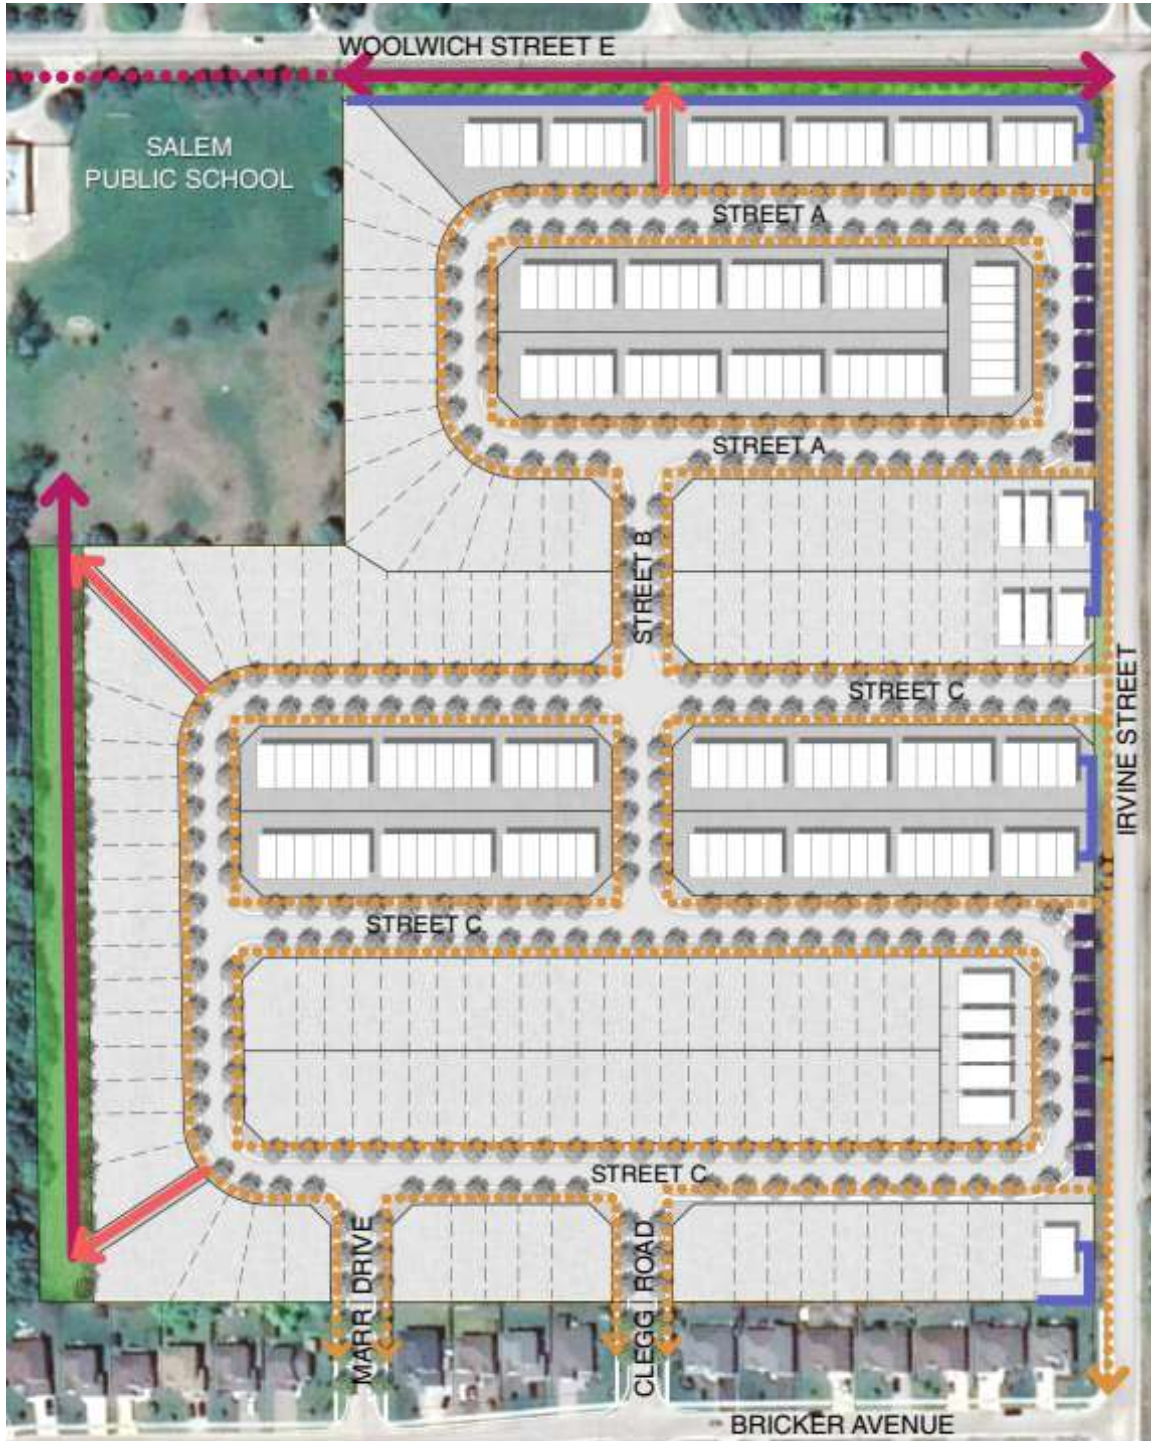 WOOLWICH STREET E
SALEM
PUBLIC SCHOOL
STREET A
STREET A
STREET B
STREET C
IRVINE STREET
STREET C
STREET C
MARR DRIVE
CLEGG ROAD
BRICKER AVENUE